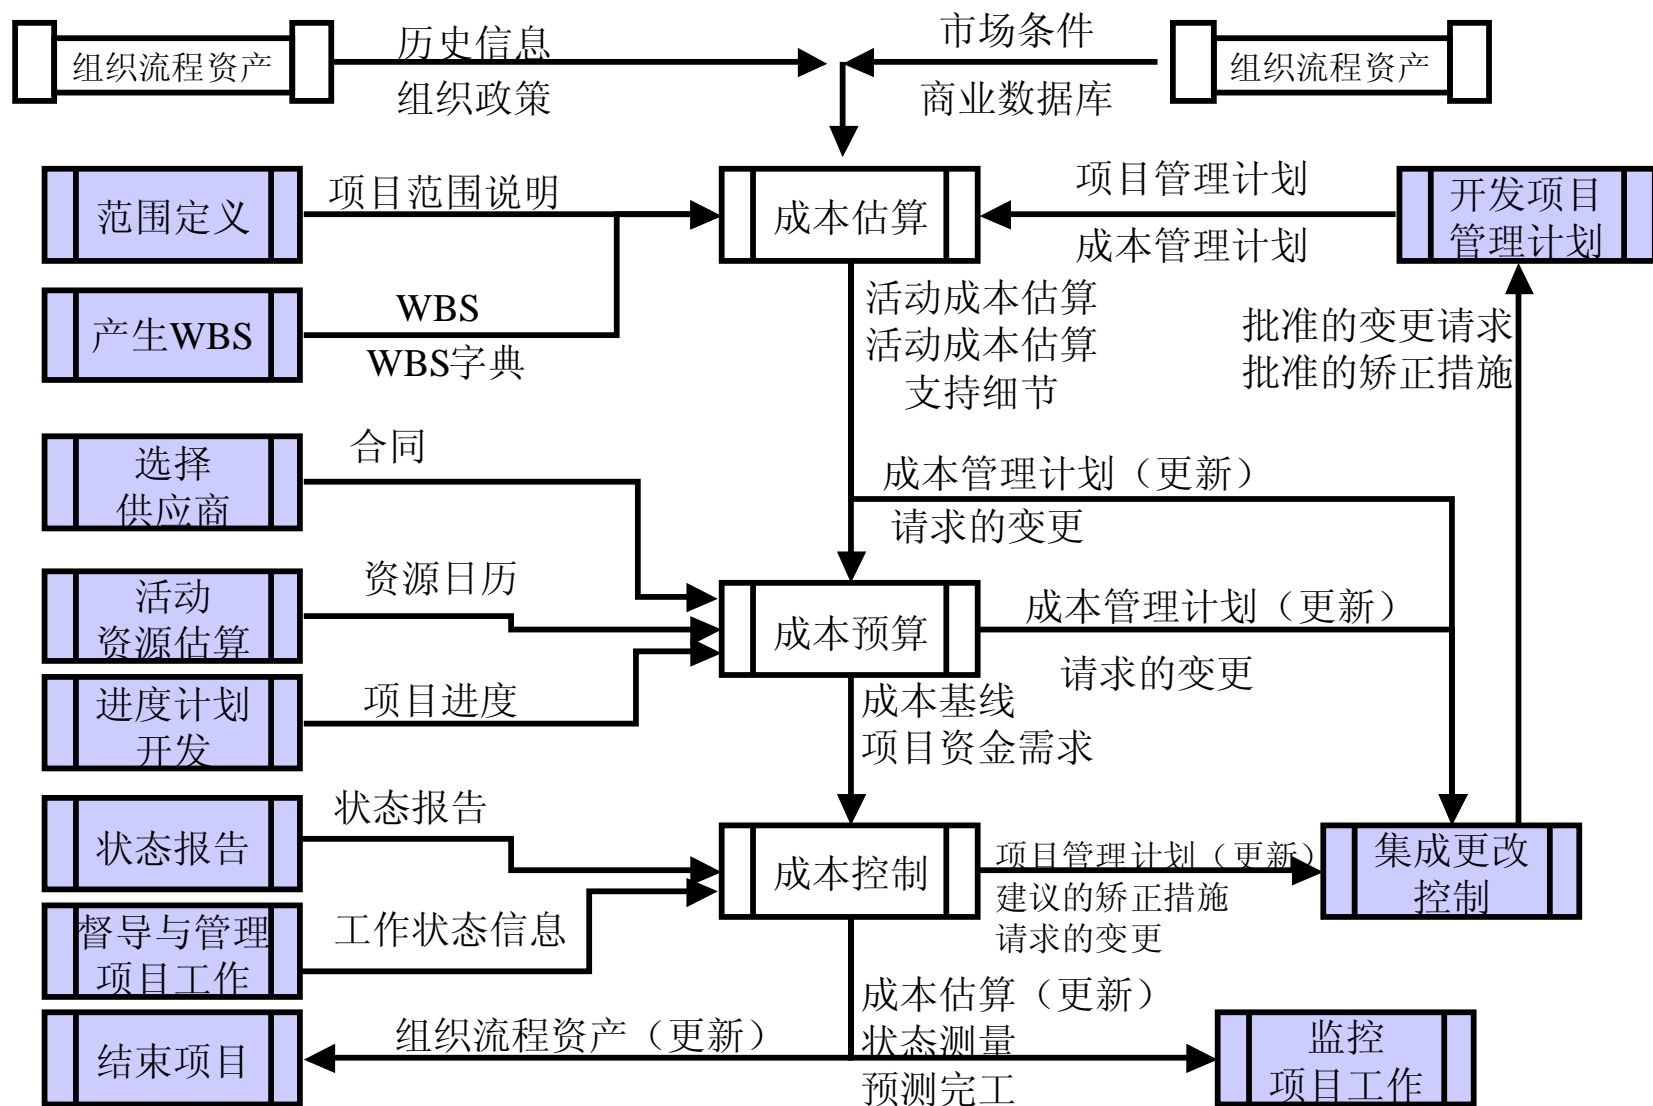 组织流程资产
历史信息
组织政策
市场条件
商业数据库
组织流程资产
范围定义
项目范围说明
成本估算
项目管理计划
成本管理计划
开发项目
管理计划
产生WBS
WBS
WBS字典
活动成本估算
活动成本估算
支持细节
批准的变更请求
批准的矫正措施
选择
供应商
合同
成本管理计划（更新）
请求的变更
活动
资源估算
资源日历
成本预算
成本管理计划（更新）
请求的变更
进度计划
开发
项目进度
成本基线
项目资金需求
状态报告
状态报告
成本控制
项目管理计划（更新）
建议的矫正措施
请求的变更
集成更改
控制
督导与管理
项目工作
工作状态信息
成本估算（更新）
状态测量
预测完工
结束项目
组织流程资产（更新）
监控
项目工作